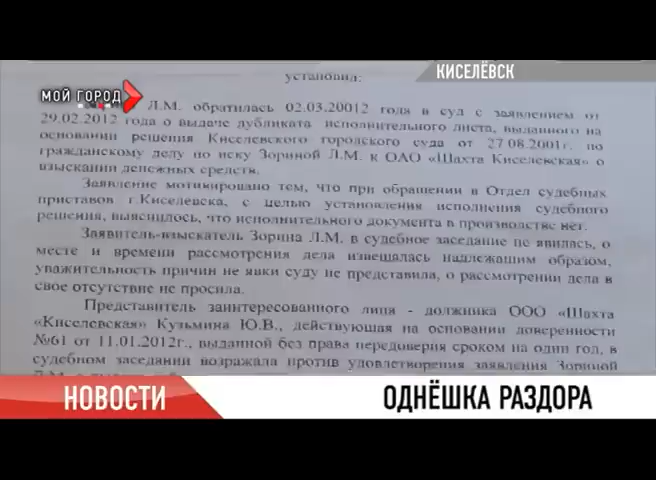 КИСЕЛЁВСК
МОЙ ГОРОД
установил:
Л.М. обратилась 02.03.20012 года в суд с заявлением от
29.02.2012 года о выдаче дубликата исполнительного листа, выданного на
основании решения Киселевского городского суда от 27.08.2001г. по
гражданскому делу по иску Зориной Л.М. к ОАО «Шахта Киселевская» о
взыскании денежных средств.
Заявление мотивировано тем, что при обращении в Отдел судебных
приставов г.Киселевска, с целью установления исполнения судебного
решения, выяснилось, что исполнительного документа в производстве нет.
Заявитель-взыскатель Зорина Л.М. в судебное заседание не явилась, о
месте и времени рассмотрения дела извещалась надлежащим образом,
уважительность причин не явки суду не представила, о рассмотрении дела в
свое отсутствие не просила.
Представитель заинтересованного лица - должника ООО «Шахта
«Киселевская» Кузьмина Ю.В., действующая на основании доверенности
№61 от 11.01.2012г., выданной без права передоверия сроком на один год, в
судебном заседании возражала против удовлетворения заявления Зориной
НОВОСТИ
ОДНЁШКА РАЗДОРА